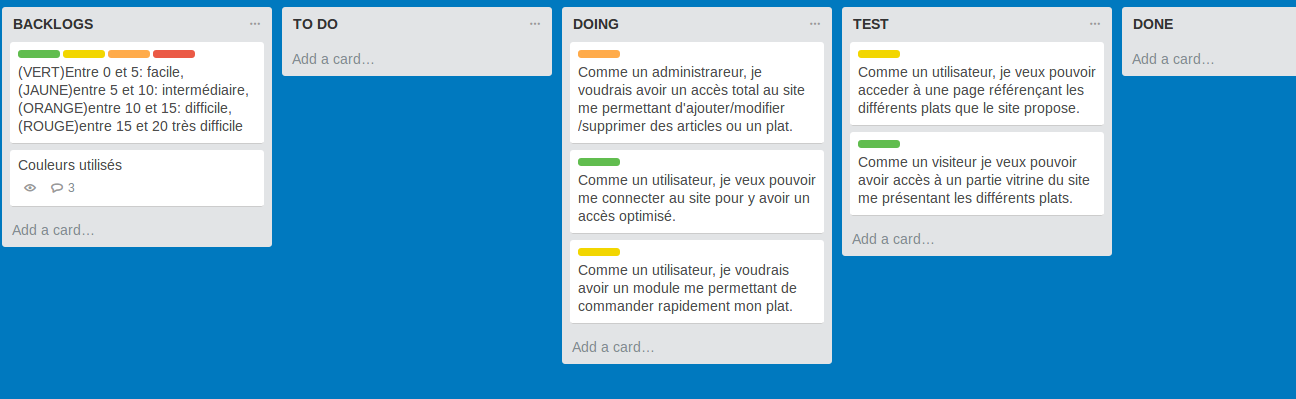 BACKLOGS
(VERT)Entre 0 et 5: facile,
(JAUNE)entre 5 et 10: intermédiaire,
(ORANGE)entre 10 et 15: difficile,
(ROUGE)entre 15 et 20 très difficile
Couleurs utilisés
3
Add a card…
TO DO
Add a card…
DOING
Comme un administrareur, je
voudrais avoir un accès total au site
me permettant d'ajouter/modifier
/supprimer des articles ou un plat.
Comme un utilisateur, je veux pouvoir
me connecter au site pour y avoir un
accès optimisé.
Comme un utilisateur, je voudrais
avoir un module me permettant de
commander rapidement mon plat.
Add a card…
TEST
Comme un utilisateur, je veux pouvoir
acceder à une page référençant les
différents plats que le site propose.
Comme un visiteur je veux pouvoir
avoir accès à un partie vitrine du site
me présentant les différents plats.
Add a card…
DONE
Add a card…